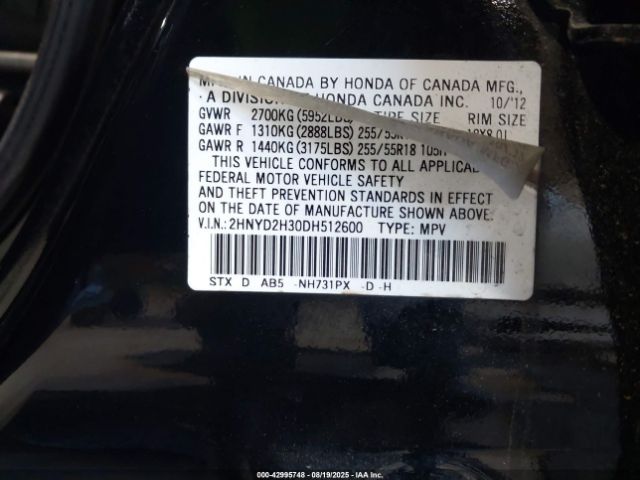 IN CANADA BY HONDA OF CANADA MFG.,
A DIVISION HONDA CANADA INC. 10/'12
GVWR 2700KG (5952LBS) TIRE SIZE RIM SIZE
GAWR F 1310KG (2888LBS) 255/55R
GAWR R 1440KG (3175LBS) 255/55R18 105H
THIS VEHICLE CONFORMS TO ALL APPLICAB
FEDERAL MOTOR VEHICLE SAFETY
AND THEFT PREVENTION STANDARDS IN EFFECT
ON THE DATE OF MANUFACTURE SHOWN ABOVE.
V.I.N.: 2HNYD2H30DH512600 TYPE: MPV
STX D AB5 -NH731PX -D -H
000-42995748 - 08/19/2025 - IAA Inc.